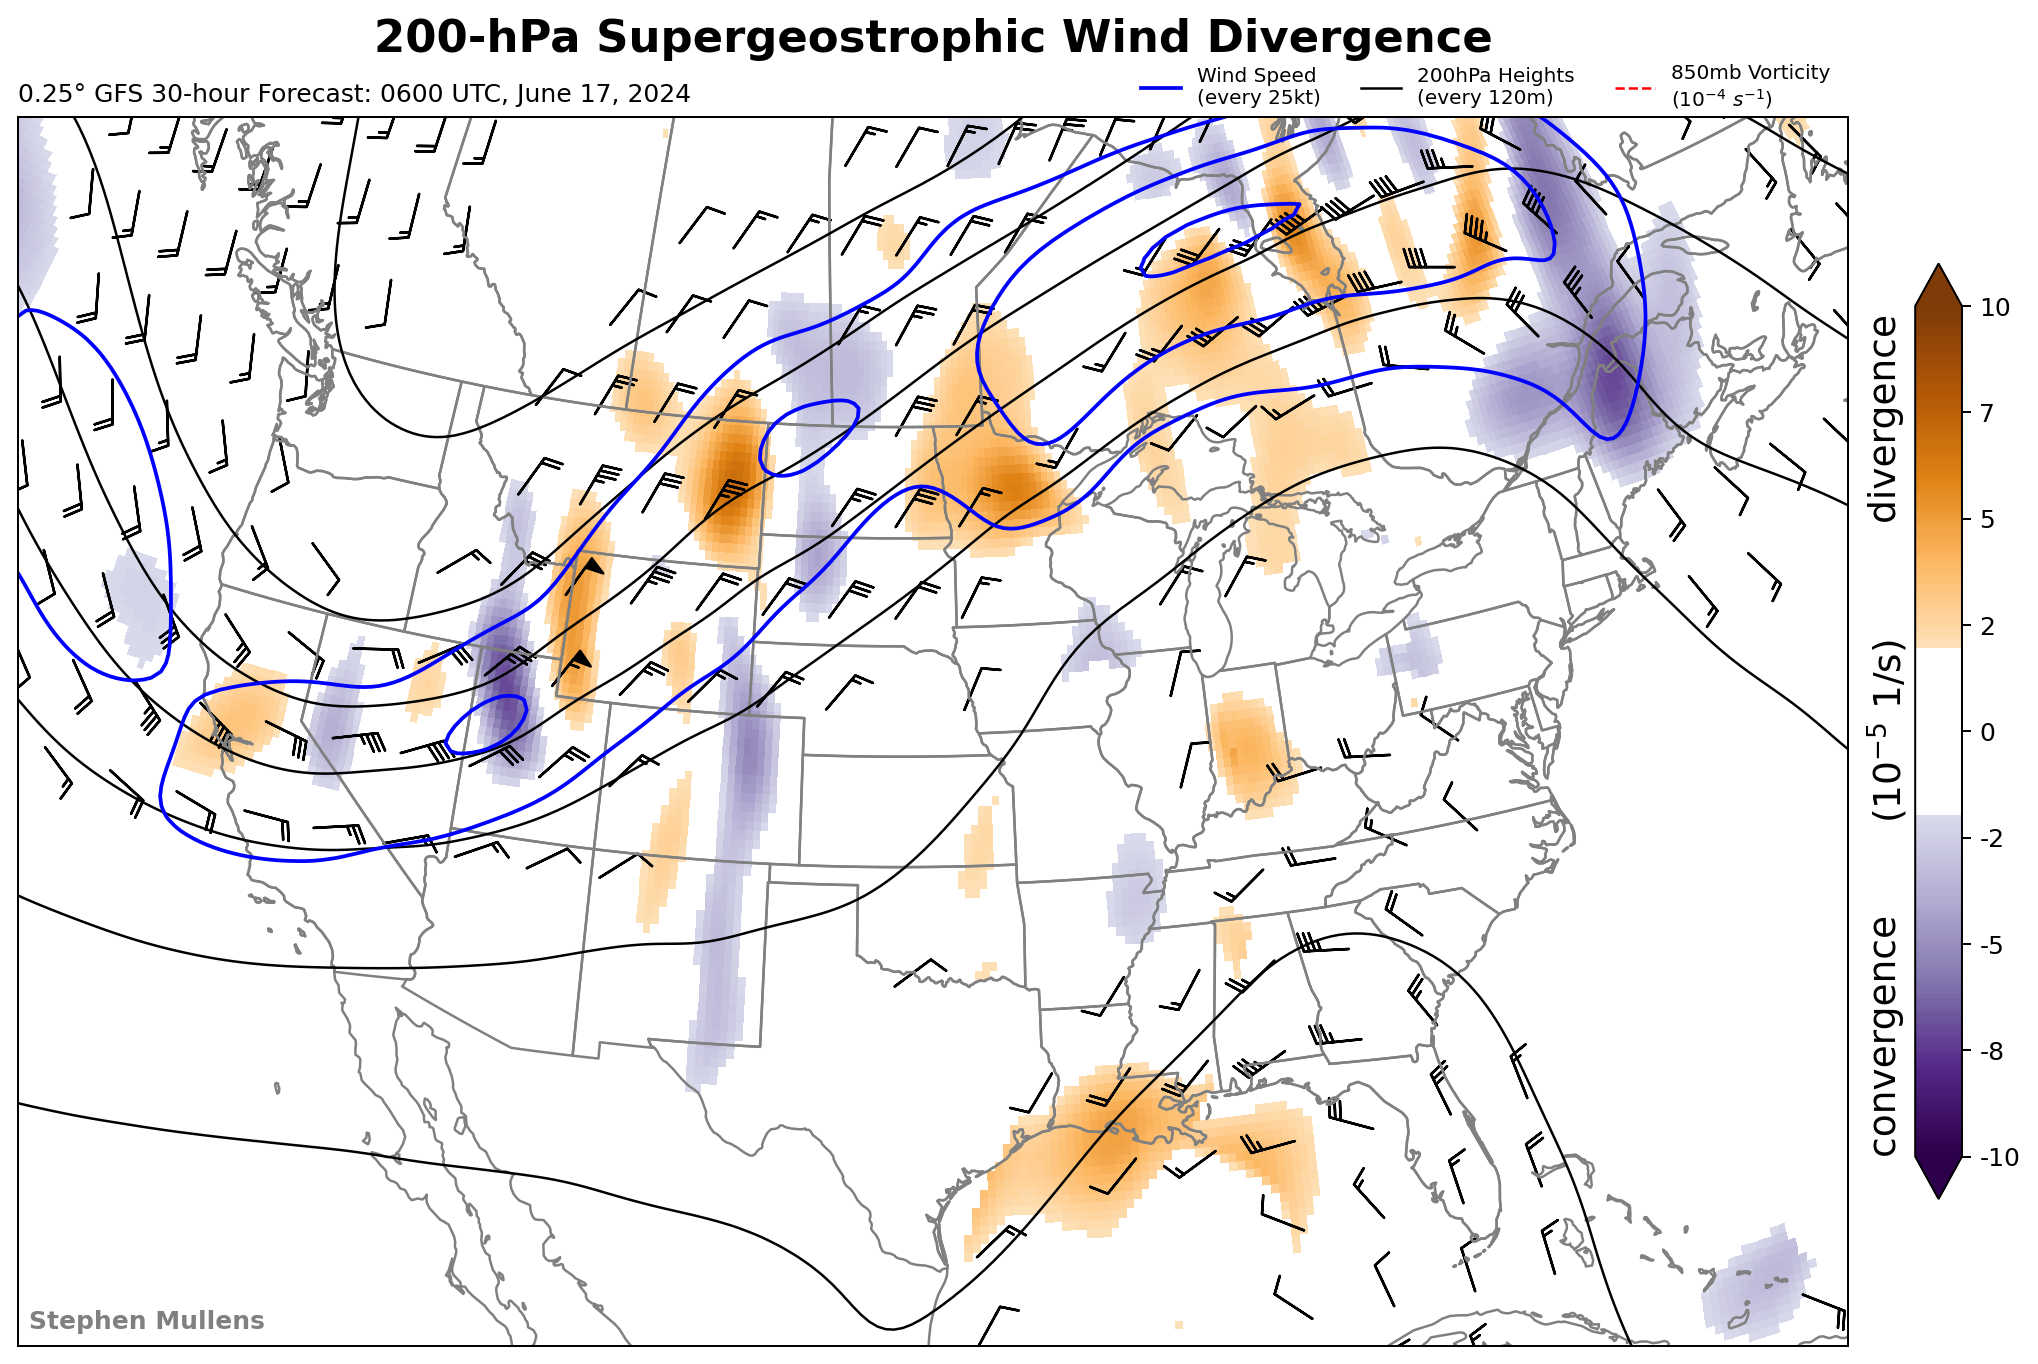 200-hPa Supergeostrophic Wind Divergence
0.25° GFS 30-hour Forecast: 0600 UTC, June 17, 2024
Wind Speed
(every 25kt)
200hPa Heights
(every 120m)
850mb Vorticity
(10⁻⁴ s⁻¹)
10
7
5
2
0
-2
-5
-8
-10
convergence (10⁻⁵ 1/s) divergence
Stephen Mullens